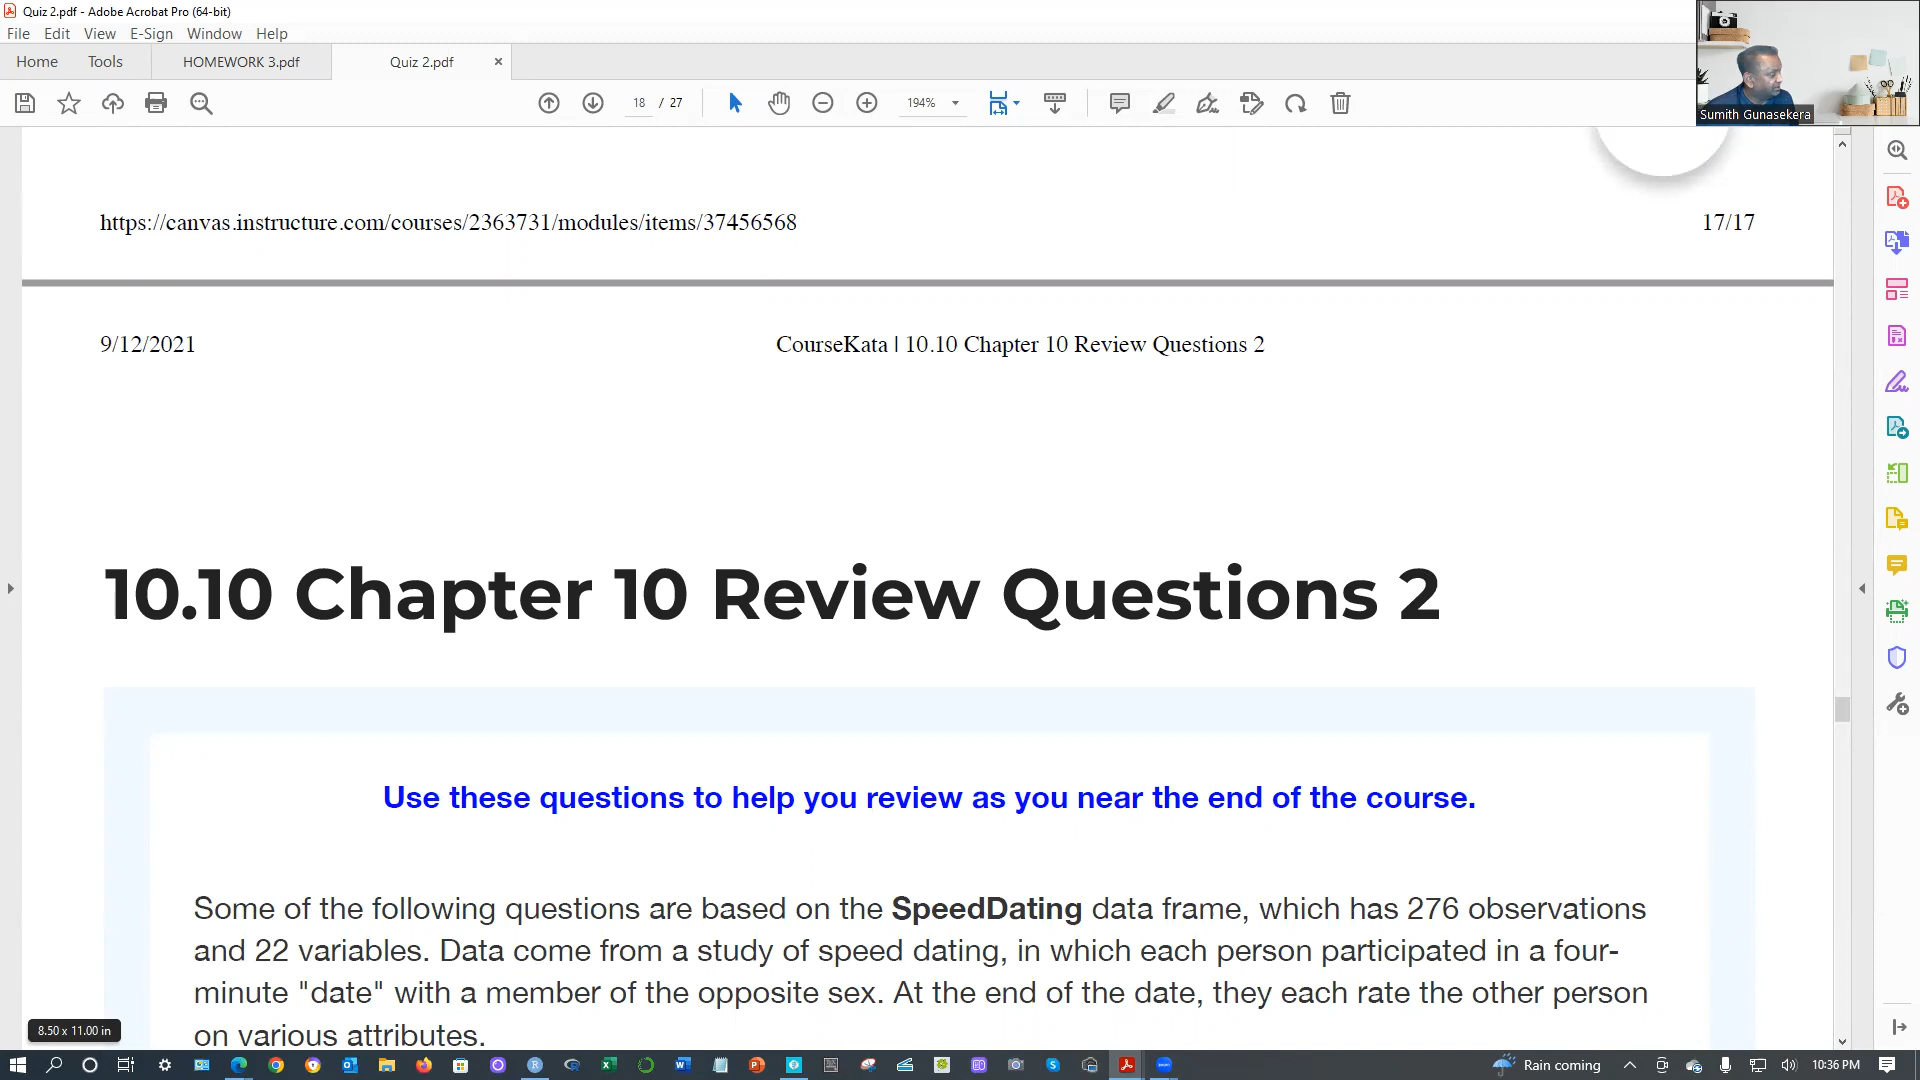 Quiz 2.pdf - Adobe Acrobat Pro (64-bit)
File Edit View E-Sign Window Help
Home Tools HOMEWORK 3.pdf Quiz 2.pdf ×
18 / 27 194%
Sumith Gunasekera
https://canvas.instructure.com/courses/2363731/modules/items/37456568 17/17
9/12/2021 CourseKata | 10.10 Chapter 10 Review Questions 2
10.10 Chapter 10 Review Questions 2
Use these questions to help you review as you near the end of the course.
Some of the following questions are based on the SpeedDating data frame, which has 276 observations
and 22 variables. Data come from a study of speed dating, in which each person participated in a four-
minute "date" with a member of the opposite sex. At the end of the date, they each rate the other person
on various attributes.
8.50 x 11.00 in
Rain coming 10:36 PM